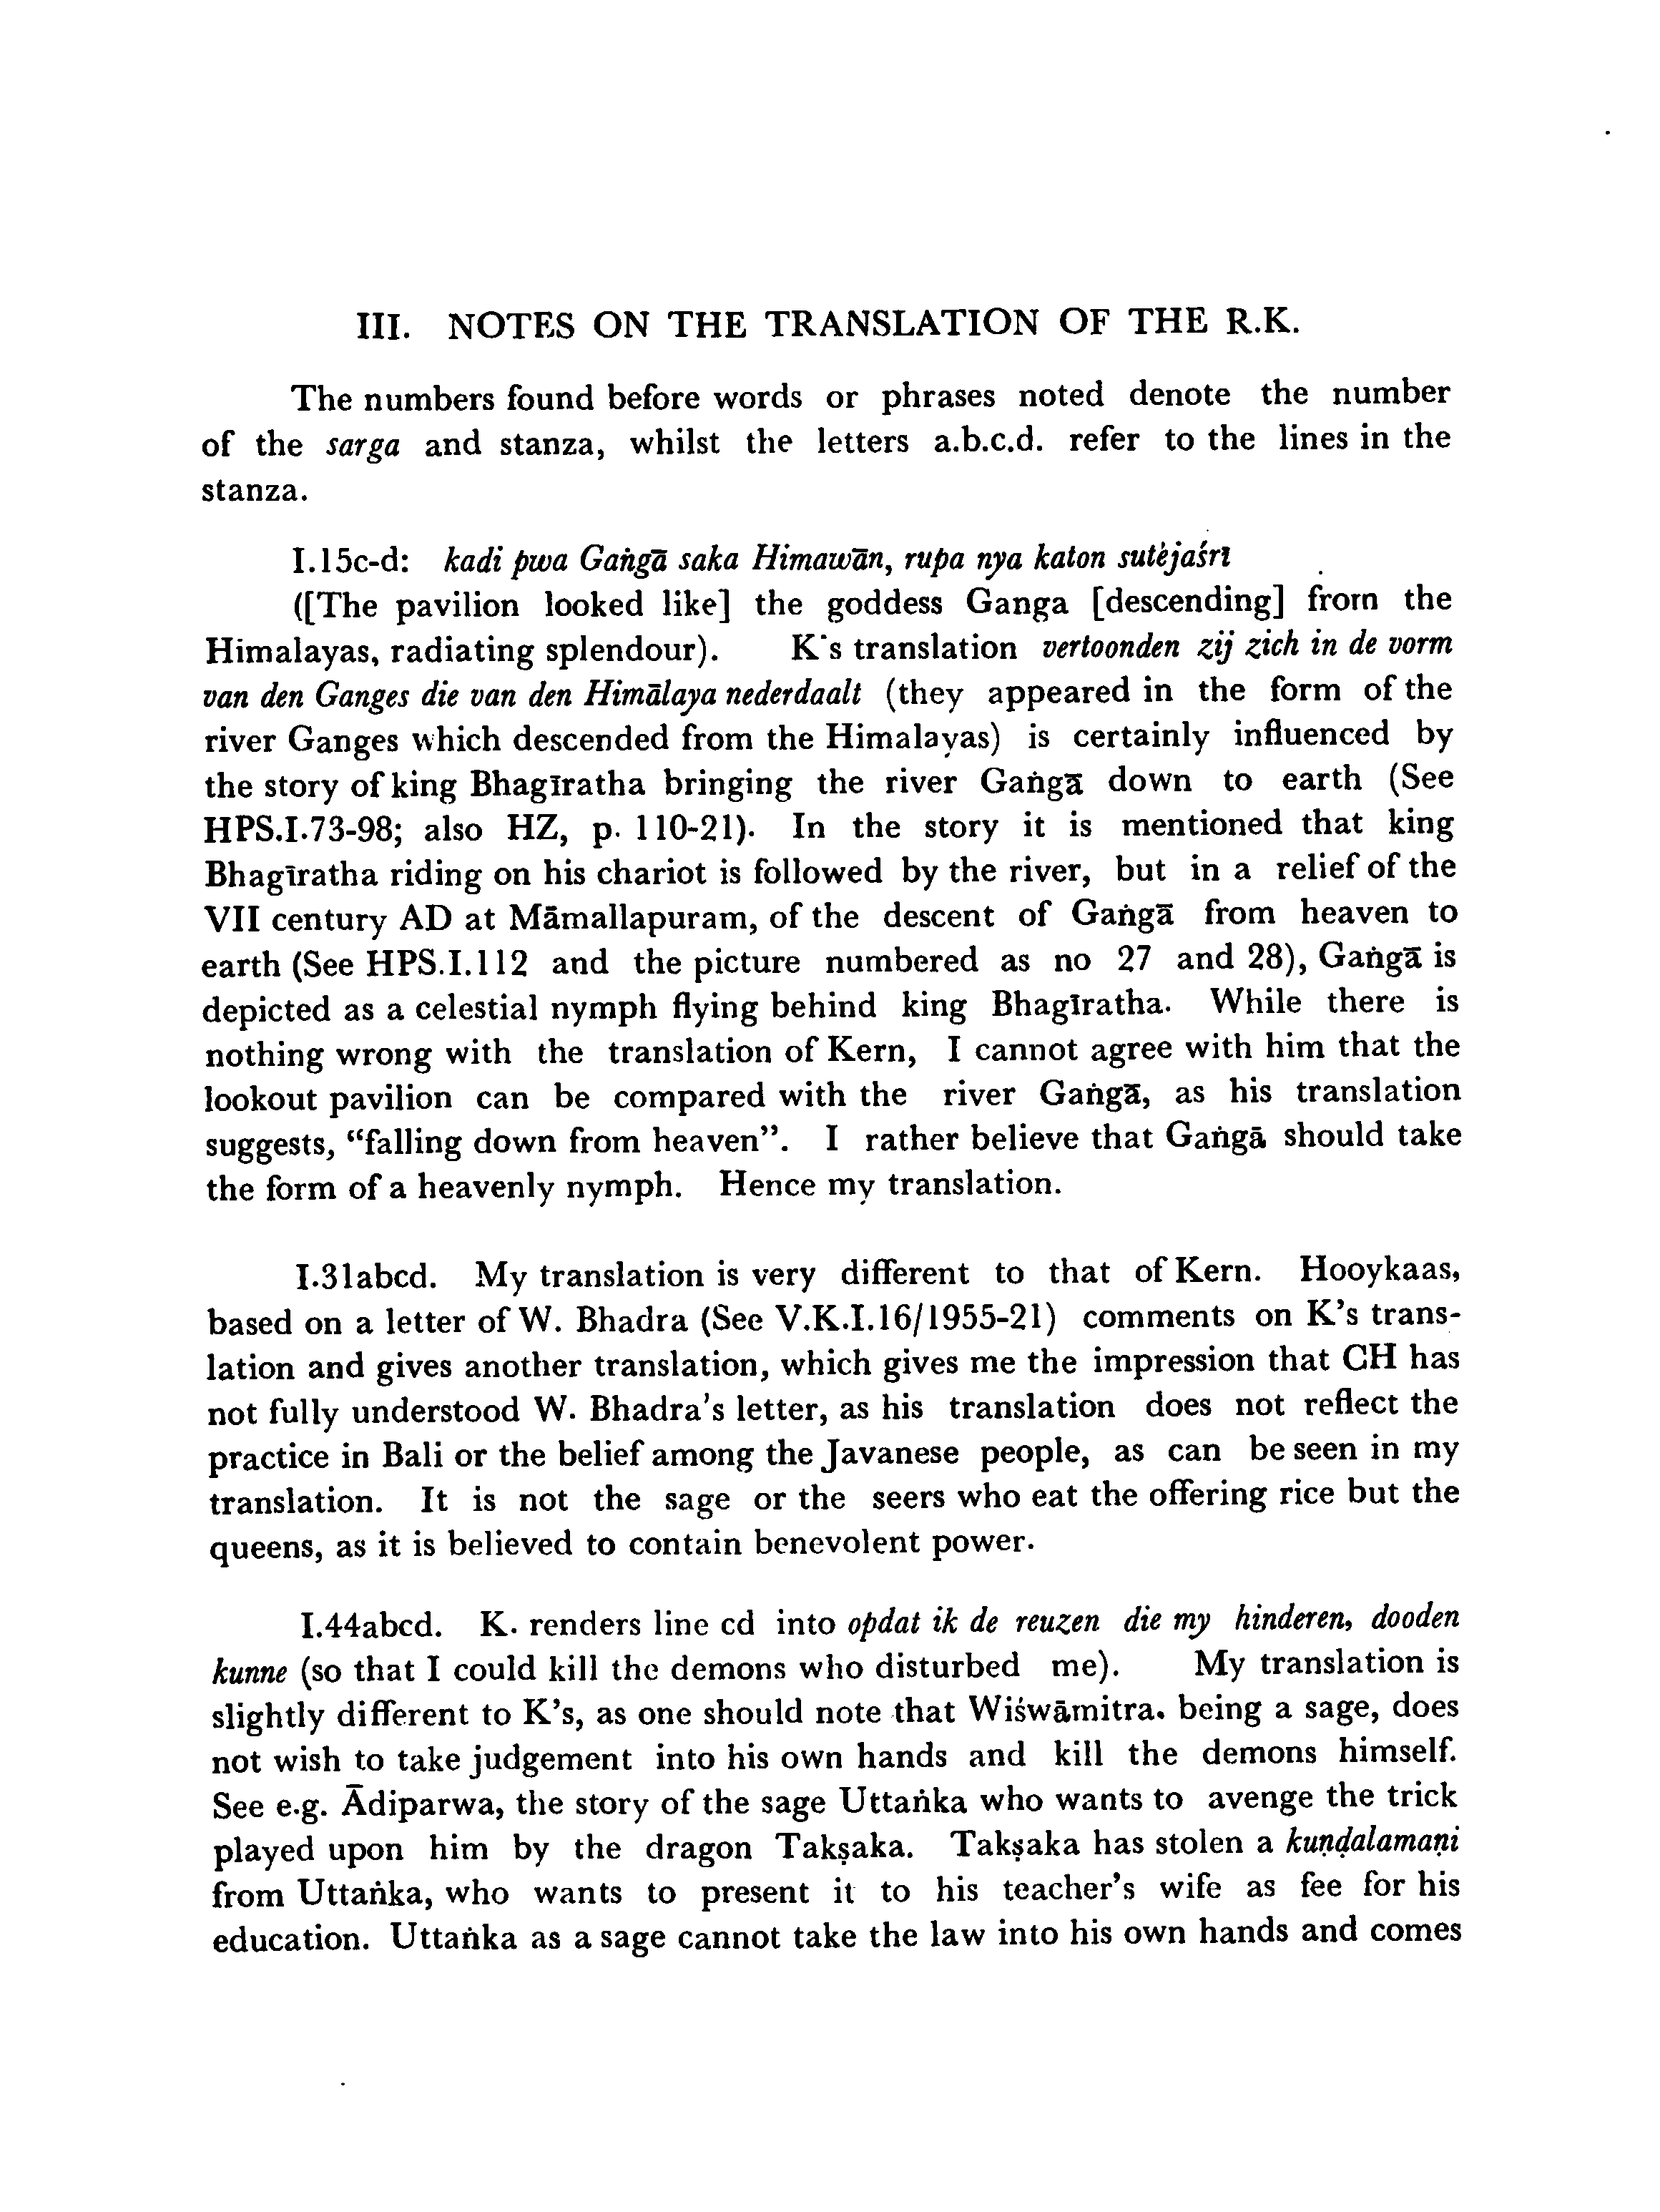 III. NOTES ON THE TRANSLATION OF THE R.K.
The numbers found before words or phrases noted denote the number
of the sarga and stanza, whilst the letters a.b.c.d. refer to the lines in the
stanza.
I.15c-d: kadi pwa Gaṅgā saka Himawān, rupa nya katon sutėjaśrī
([The pavilion looked like] the goddess Ganga [descending] from the
Himalayas, radiating splendour). K's translation vertoonden zij zich in de vorm
van den Ganges die van den Himālaya nederdaalt (they appeared in the form of the
river Ganges which descended from the Himalayas) is certainly influenced by
the story of king Bhagīratha bringing the river Gaṅgā down to earth (See
HPS.I.73-98; also HZ, p. 110-21). In the story it is mentioned that king
Bhagīratha riding on his chariot is followed by the river, but in a relief of the
VII century AD at Māmallapuram, of the descent of Gaṅgā from heaven to
earth (See HPS.I.112 and the picture numbered as no 27 and 28), Gaṅgā is
depicted as a celestial nymph flying behind king Bhagīratha. While there is
nothing wrong with the translation of Kern, I cannot agree with him that the
lookout pavilion can be compared with the river Gaṅgā, as his translation
suggests, “falling down from heaven”. I rather believe that Gaṅgā should take
the form of a heavenly nymph. Hence my translation.
I.31abcd. My translation is very different to that of Kern. Hooykaas,
based on a letter of W. Bhadra (See V.K.I.16/1955-21) comments on K's trans-
lation and gives another translation, which gives me the impression that CH has
not fully understood W. Bhadra's letter, as his translation does not reflect the
practice in Bali or the belief among the Javanese people, as can be seen in my
translation. It is not the sage or the seers who eat the offering rice but the
queens, as it is believed to contain benevolent power.
I.44abcd. K. renders line cd into opdat ik de reuzen die my hinderen, dooden
kunne (so that I could kill the demons who disturbed me). My translation is
slightly different to K's, as one should note that Wiśwāmitra. being a sage, does
not wish to take judgement into his own hands and kill the demons himself.
See e.g. Ādiparwa, the story of the sage Uttaṅka who wants to avenge the trick
played upon him by the dragon Takṣaka. Takṣaka has stolen a kuṇḍalamaṇi
from Uttaṅka, who wants to present it to his teacher's wife as fee for his
education. Uttaṅka as a sage cannot take the law into his own hands and comes